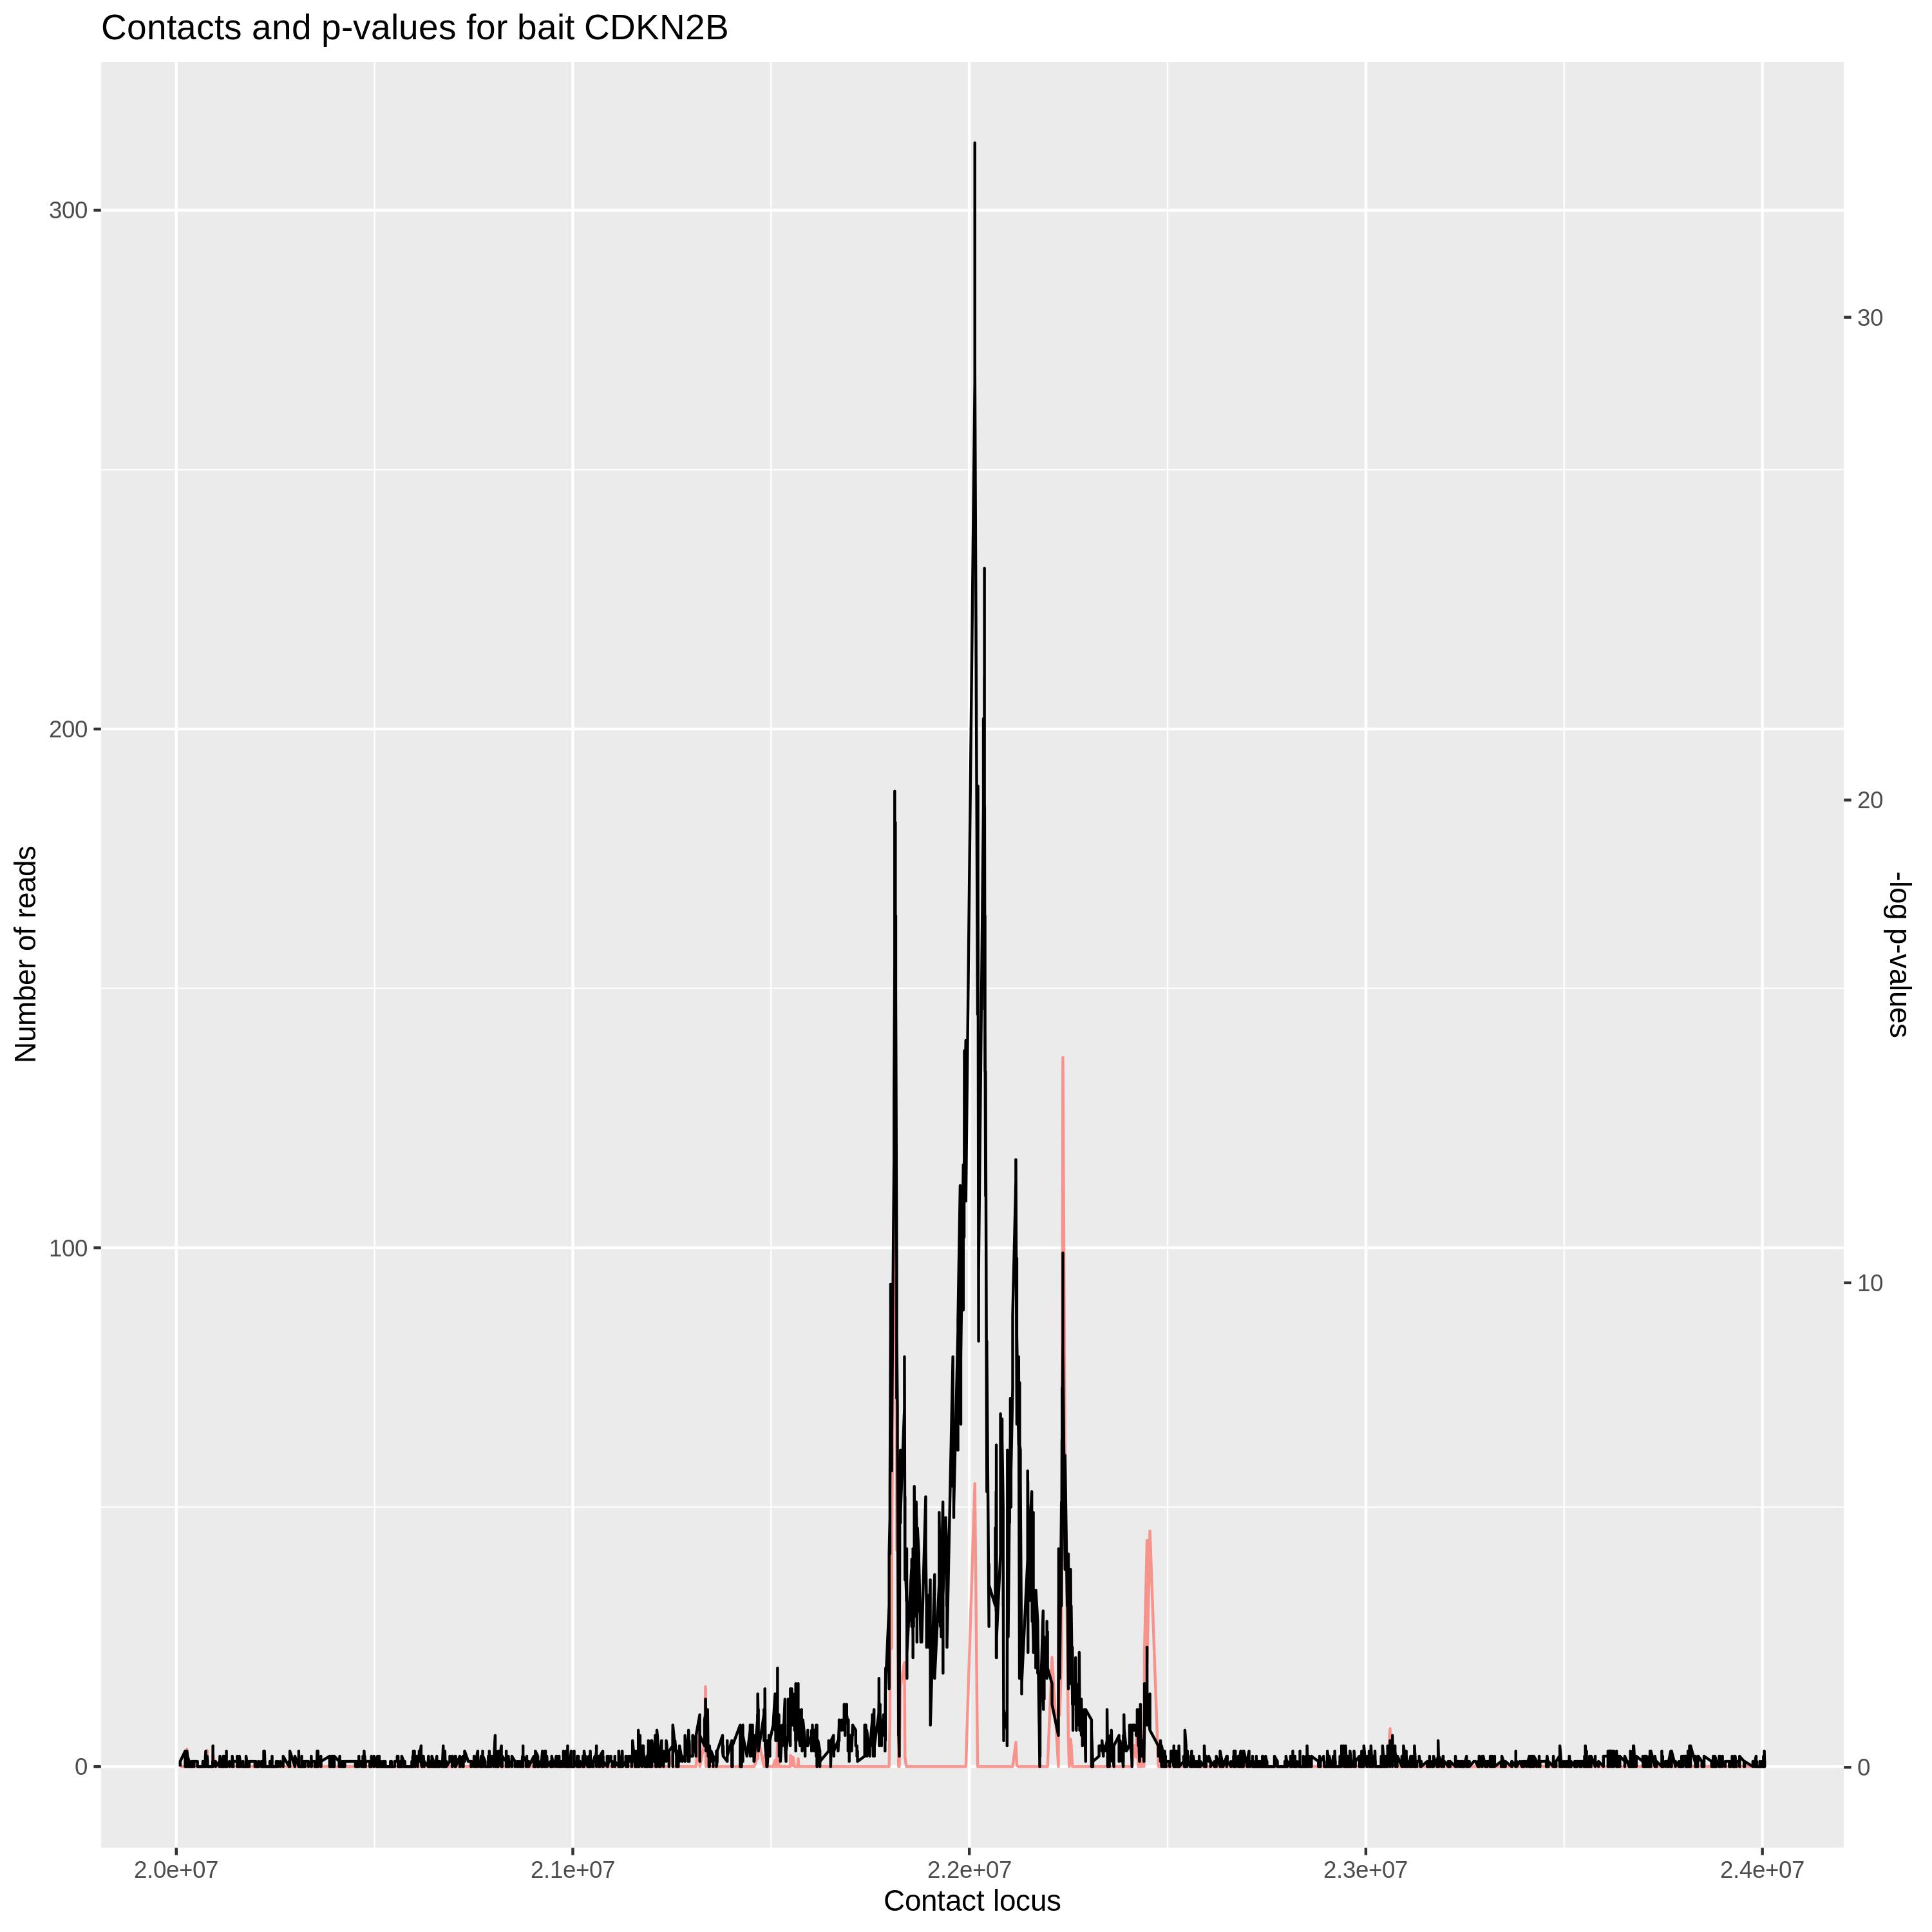 Contacts and p-values for bait CDKN2B
300
200
100
0
Number of reads
30
20
10
0
-log p-values
2.0e+07
2.1e+07
2.2e+07
2.3e+07
2.4e+07
Contact locus